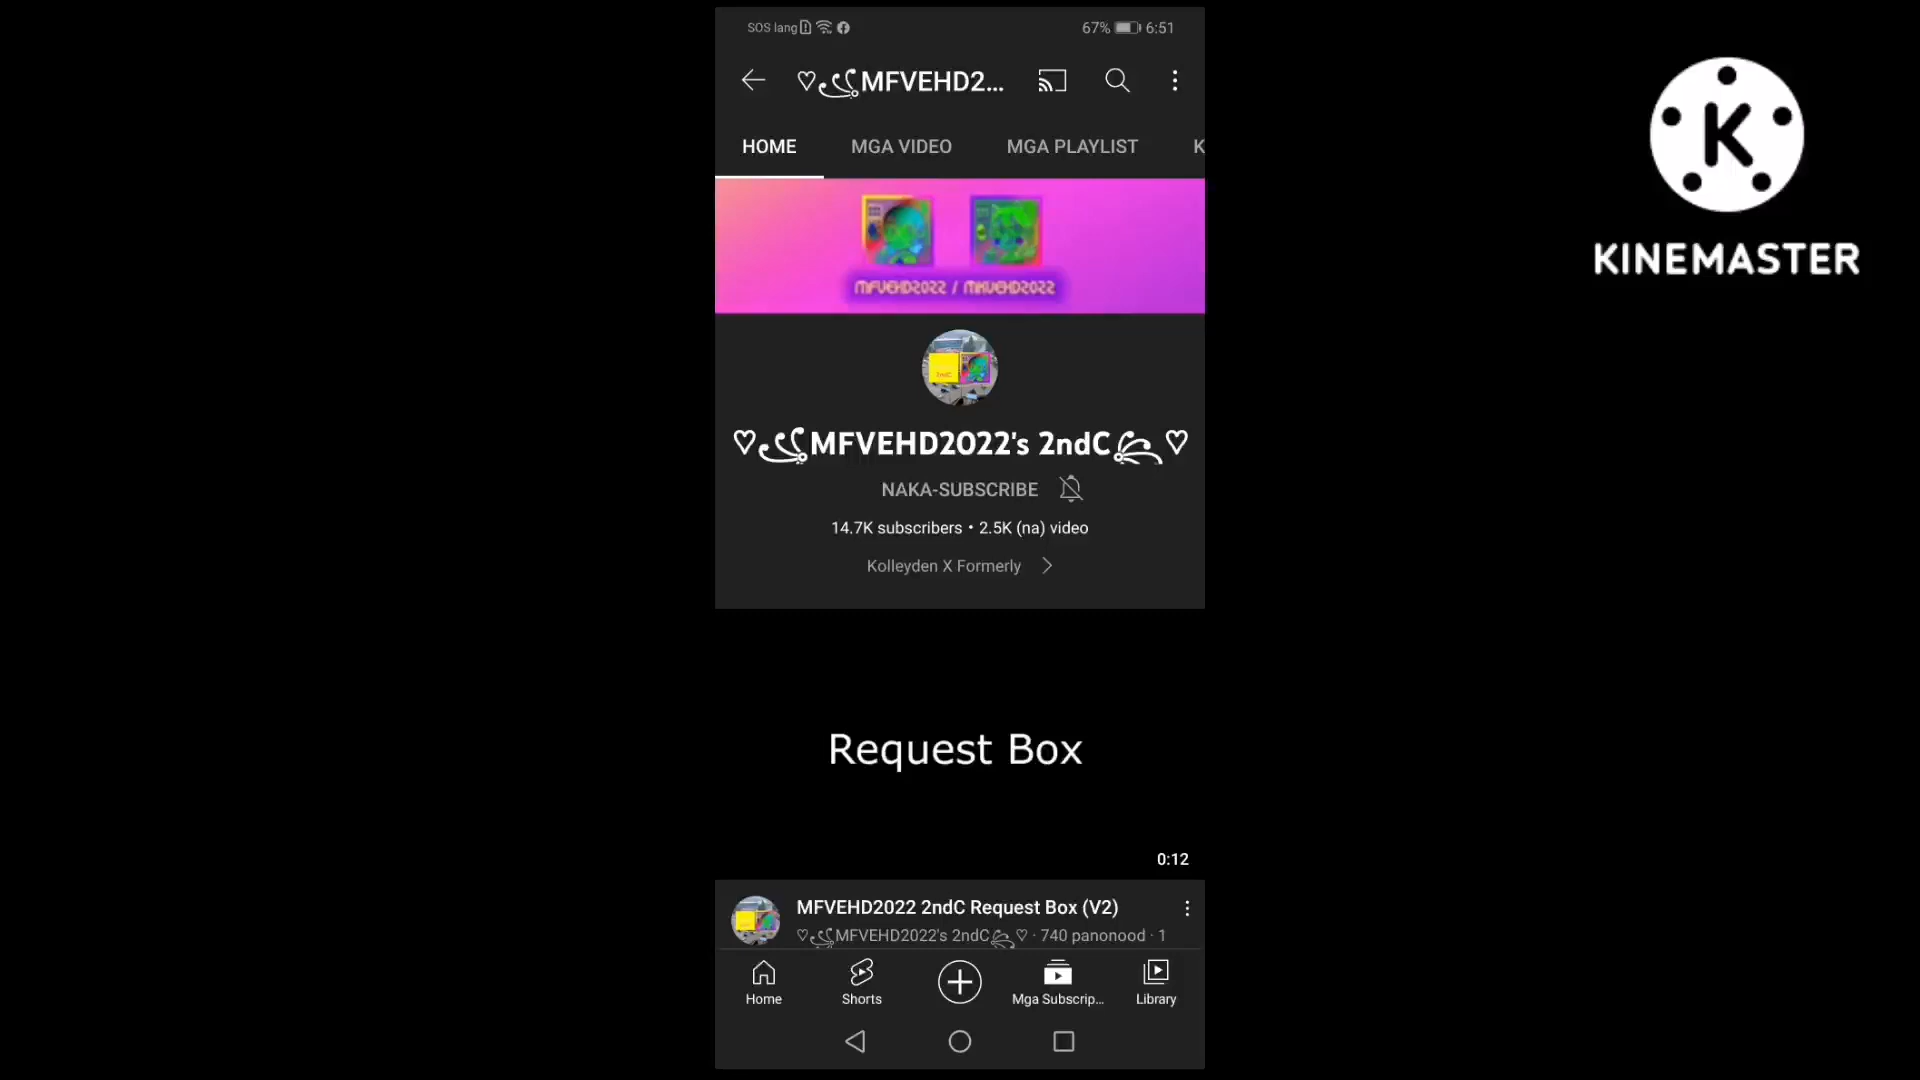 SOS lang
67% 6:51
♡꧁MFVEHD2...
HOME MGA VIDEO MGA PLAYLIST K
MFVEHD2022 / MKVEHD2022
2ndC
♡꧁MFVEHD2022's 2ndC꧂♡
NAKA-SUBSCRIBE
14.7K subscribers • 2.5K (na) video
Kolleyden X Formerly
Request Box
0:12
MFVEHD2022 2ndC Request Box (V2)
♡꧁MFVEHD2022's 2ndC꧂♡ · 740 panonood · 1
Home Shorts Mga Subscrip... Library
K
KINEMASTER